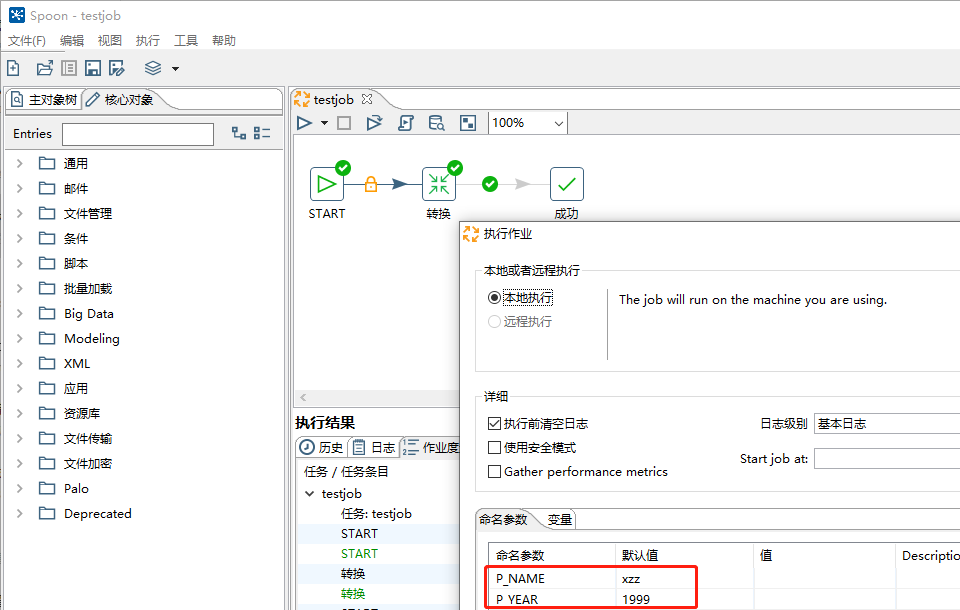 Spoon - testjob
文件(F) 编辑 视图 执行 工具 帮助
主对象树 核心对象
Entries
通用
邮件
文件管理
条件
脚本
批量加载
Big Data
Modeling
XML
应用
资源库
文件传输
文件加密
Palo
Deprecated
testjob
100%
START 转换 成功
执行结果
历史 日志 作业度
任务 / 任务条目
testjob
任务: testjob
START
START
转换
转换
执行作业
本地或者远程执行
本地执行
远程执行
The job will run on the machine you are using.
详细
执行前清空日志
使用安全模式
Gather performance metrics
日志级别 基本日志
Start job at:
命名参数 变量
命名参数 默认值 值 Descriptio
P_NAME xzz
P_YEAR 1999